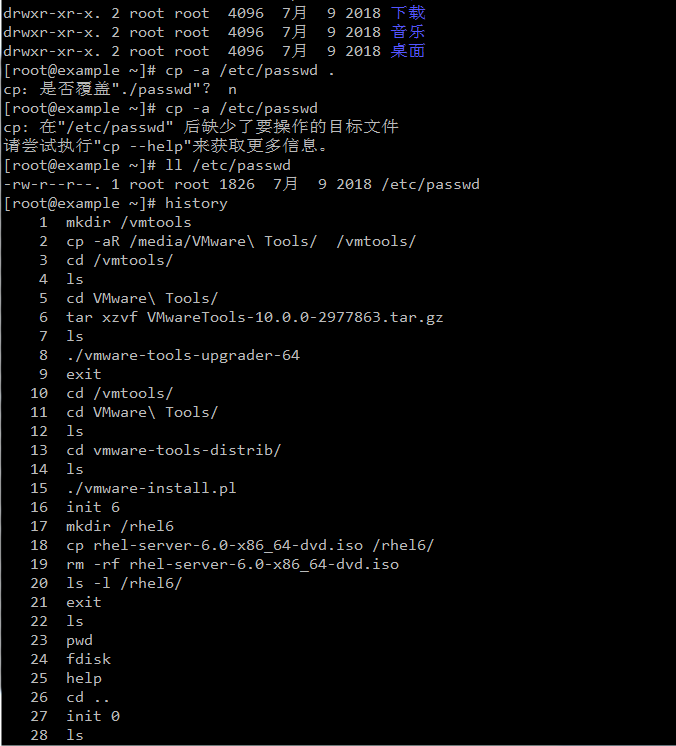 drwxr-xr-x. 2 root root  4096  7月  9 2018 下载
drwxr-xr-x. 2 root root  4096  7月  9 2018 音乐
drwxr-xr-x. 2 root root  4096  7月  9 2018 桌面
[root@example ~]# cp -a /etc/passwd .
cp: 是否覆盖"./passwd"? n
[root@example ~]# cp -a /etc/passwd
cp: 在"/etc/passwd" 后缺少了要操作的目标文件
请尝试执行"cp --help"来获取更多信息。
[root@example ~]# ll /etc/passwd
-rw-r--r--. 1 root root 1826  7月  9 2018 /etc/passwd
[root@example ~]# history
    1  mkdir /vmtools
    2  cp -aR /media/VMware\ Tools/  /vmtools/
    3  cd /vmtools/
    4  ls
    5  cd VMware\ Tools/
    6  tar xzvf VMwareTools-10.0.0-2977863.tar.gz
    7  ls
    8  ./vmware-tools-upgrader-64
    9  exit
   10  cd /vmtools/
   11  cd VMware\ Tools/
   12  ls
   13  cd vmware-tools-distrib/
   14  ls
   15  ./vmware-install.pl
   16  init 6
   17  mkdir /rhel6
   18  cp rhel-server-6.0-x86_64-dvd.iso /rhel6/
   19  rm -rf rhel-server-6.0-x86_64-dvd.iso
   20  ls -l /rhel6/
   21  exit
   22  ls
   23  pwd
   24  fdisk
   25  help
   26  cd ..
   27  init 0
   28  ls